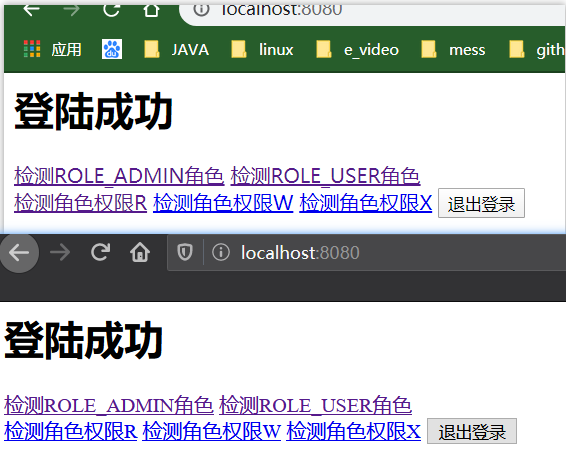 localhost:8080
应用 JAVA linux e_video mess gith
登陆成功
检测ROLE_ADMIN角色 检测ROLE_USER角色
检测角色权限R 检测角色权限W 检测角色权限X 退出登录
localhost:8080
登陆成功
检测ROLE_ADMIN角色 检测ROLE_USER角色
检测角色权限R 检测角色权限W 检测角色权限X 退出登录